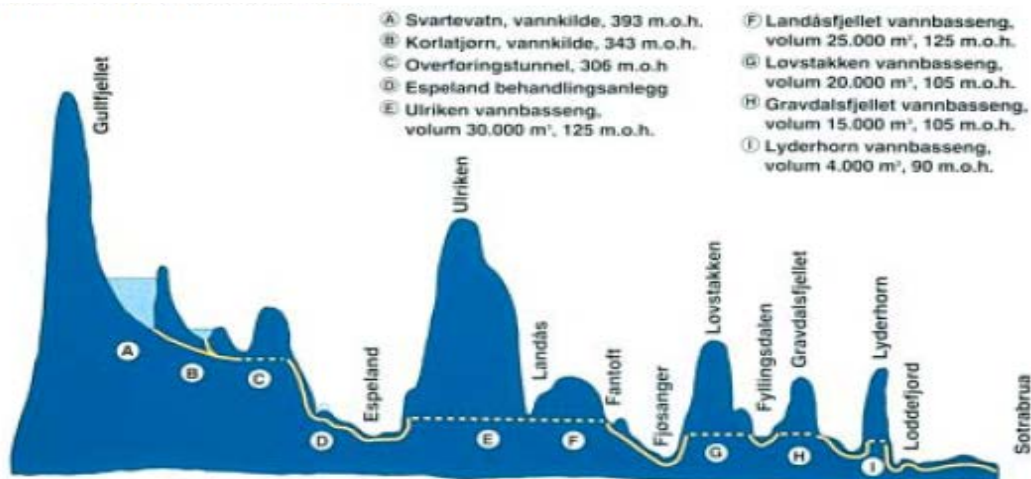 Ⓐ Svartevatn, vannkilde, 393 m.o.h.
Ⓑ Korlatjørn, vannkilde, 343 m.o.h.
Ⓒ Overføringstunnel, 306 m.o.h
Ⓓ Espeland behandlingsanlegg
Ⓔ Ulriken vannbasseng,
volum 30.000 m³, 125 m.o.h.
Ⓕ Landåsfjellet vannbasseng,
volum 25.000 m³, 125 m.o.h.
Ⓖ Løvstakken vannbasseng,
volum 20.000 m³, 105 m.o.h.
Ⓗ Gravdalsfjellet vannbasseng,
volum 15.000 m³, 105 m.o.h.
Ⓘ Lyderhorn vannbasseng,
volum 4.000 m³, 90 m.o.h.
Gullfjellet
Espeland
Ulriken
Landås
Fantoft
Fjøsanger
Løvstakken
Fyllingsdalen
Gravdalsfjellet
Lyderhorn
Loddefjord
Sotrabrua
Ⓐ
Ⓑ
Ⓒ
Ⓓ
Ⓔ
Ⓕ
Ⓖ
Ⓗ
Ⓘ